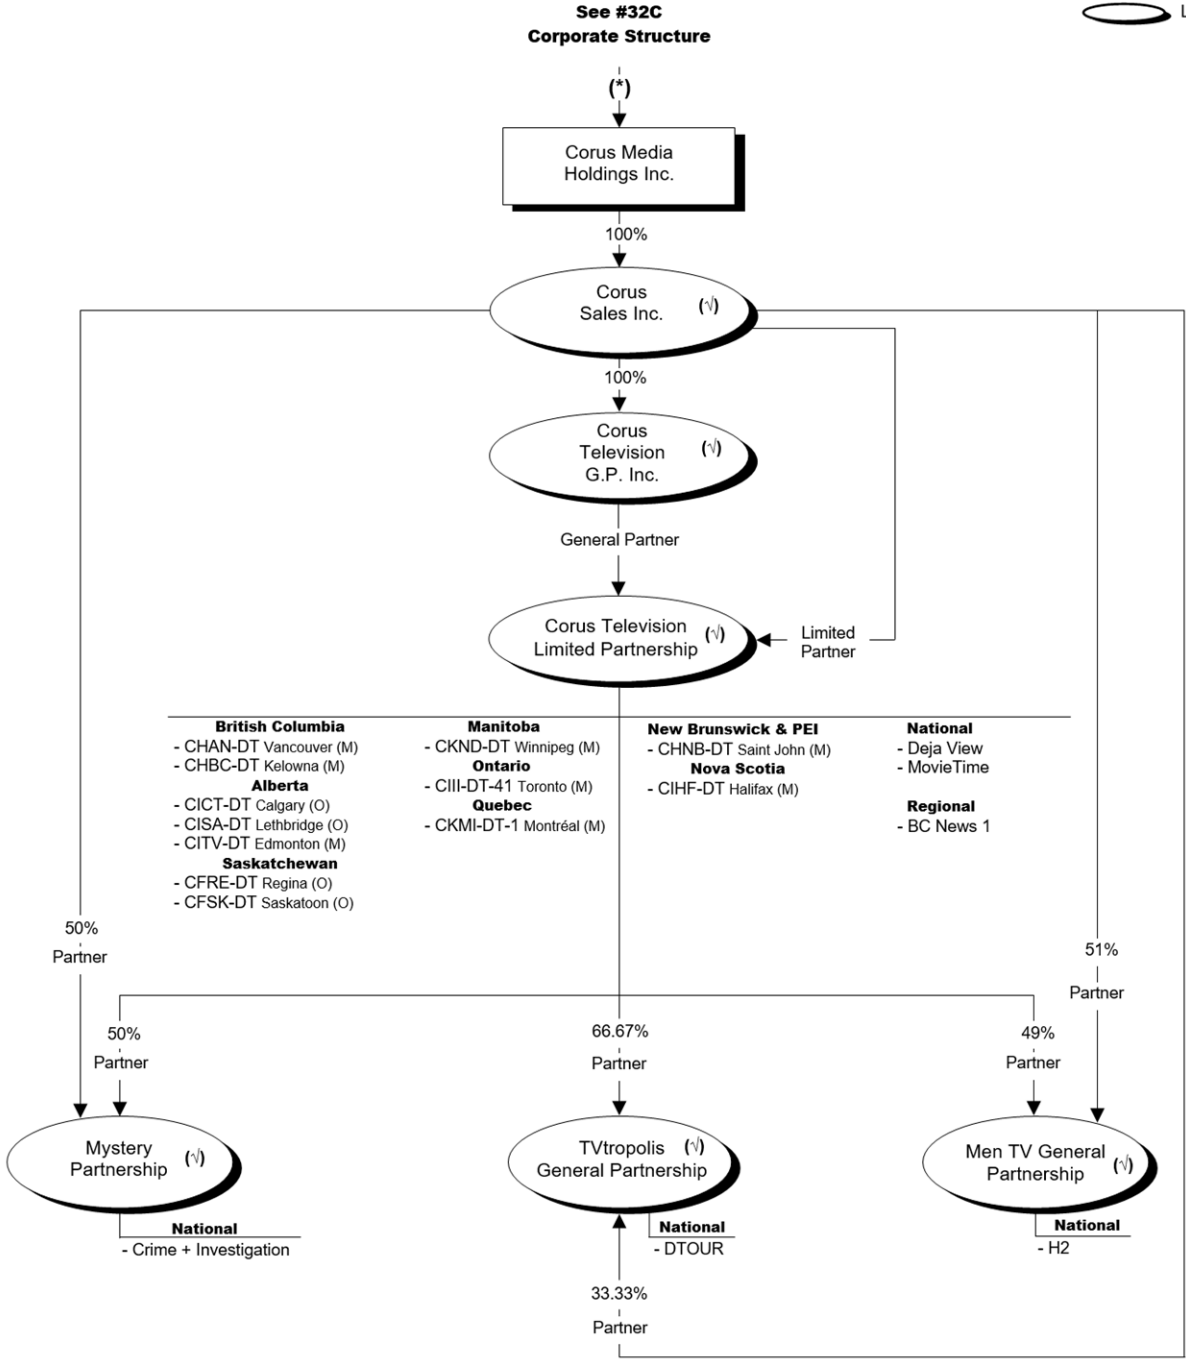 See #32C
Corporate Structure
(*)
Corus Media
Holdings Inc.
100%
Corus
Sales Inc.
(√)
100%
Corus
Television
G.P. Inc.
(√)
General Partner
Corus Television
Limited Partnership
(√)
Limited
Partner
British Columbia
- CHAN-DT Vancouver (M)
- CHBC-DT Kelowna (M)
Alberta
- CICT-DT Calgary (O)
- CISA-DT Lethbridge (O)
- CITV-DT Edmonton (M)
Saskatchewan
- CFRE-DT Regina (O)
- CFSK-DT Saskatoon (O)
Manitoba
- CKND-DT Winnipeg (M)
Ontario
- CIII-DT-41 Toronto (M)
Quebec
- CKMI-DT-1 Montréal (M)
New Brunswick & PEI
- CHNB-DT Saint John (M)
Nova Scotia
- CIHF-DT Halifax (M)
National
- Deja View
- MovieTime
Regional
- BC News 1
50%
Partner
51%
Partner
50%
Partner
66.67%
Partner
49%
Partner
Mystery
Partnership
(√)
TVtropolis
General Partnership
(√)
Men TV General
Partnership
(√)
National
- Crime + Investigation
National
- DTOUR
National
- H2
33.33%
Partner